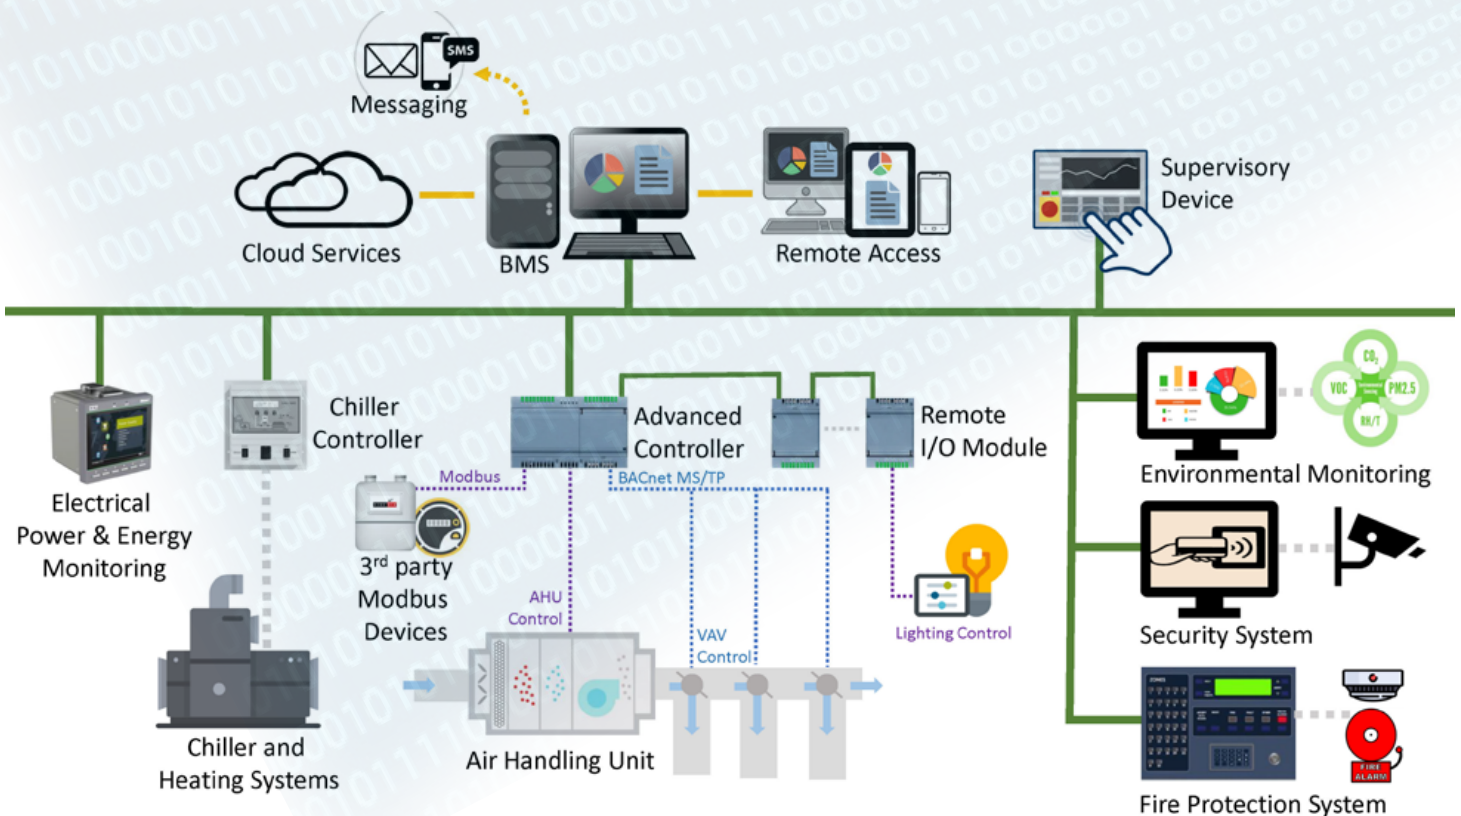 SMS
Messaging
Cloud Services
BMS
Remote Access
Supervisory
Device
Electrical
Power & Energy
Monitoring
Chiller
Controller
Chiller and
Heating Systems
Advanced
Controller
Remote
I/O Module
Modbus
BACnet MS/TP
3rd party
Modbus
Devices
AHU
Control
VAV
Control
Air Handling Unit
Lighting Control
CO₂
VOC
PM2.5
RH/T
Environmental Monitoring
Security System
ZONES
FIRE
ALARM
Fire Protection System